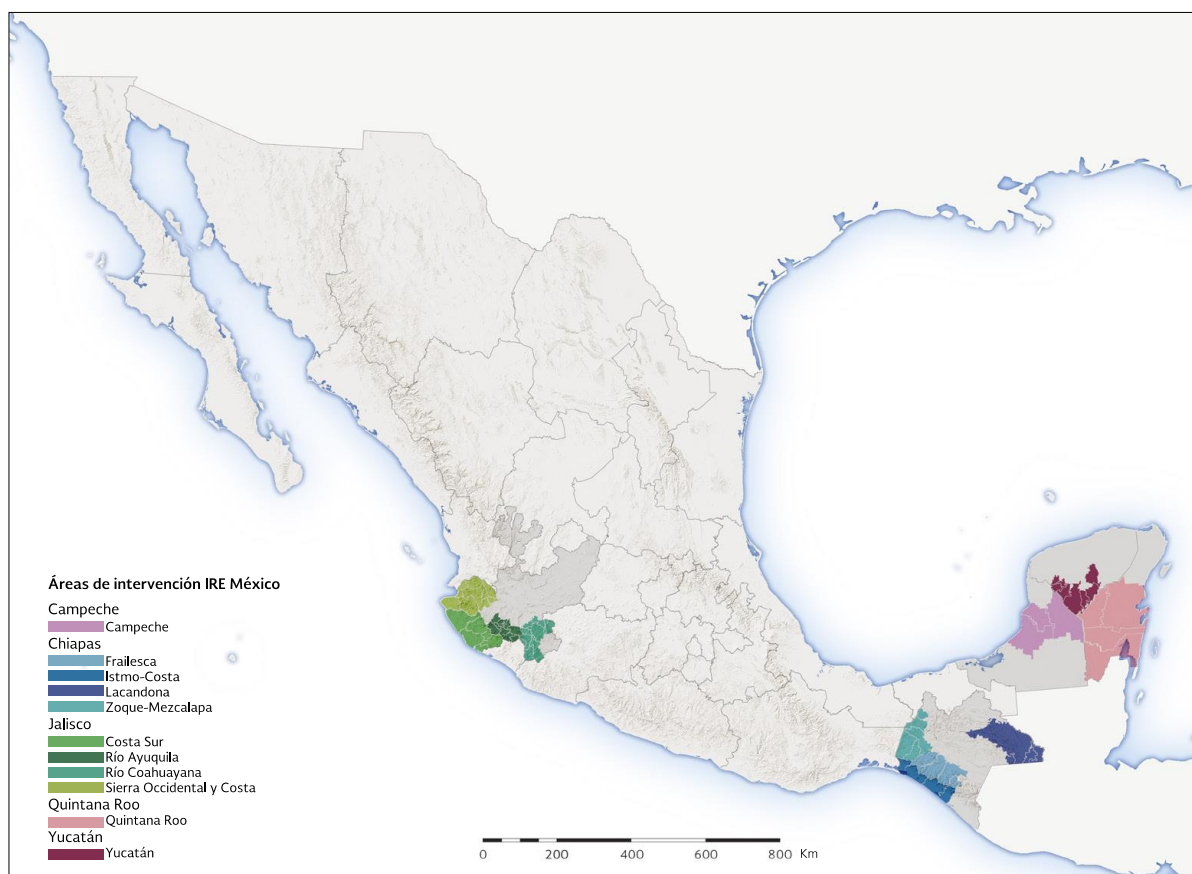 Áreas de intervención IRE México
Campeche
Campeche
Chiapas
Frailesca
Istmo-Costa
Lacandona
Zoque-Mezcalapa
Jalisco
Costa Sur
Río Ayuquila
Río Coahuayana
Sierra Occidental y Costa
Quintana Roo
Quintana Roo
Yucatán
Yucatán
0 200 400 600 800 Km